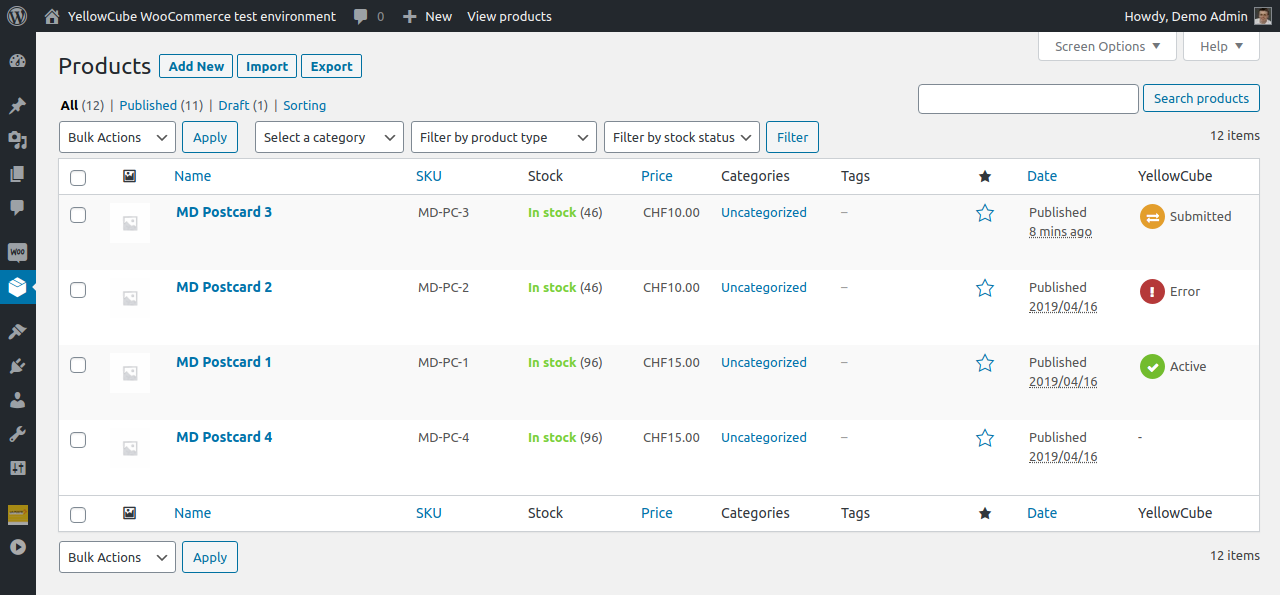 YellowCube WooCommerce test environment 0 New View products Howdy, Demo Admin
Screen Options Help
Products Add New Import Export
All (12) | Published (11) | Draft (1) | Sorting
Search products
Bulk Actions Apply Select a category Filter by product type Filter by stock status Filter 12 items
Name SKU Stock Price Categories Tags Date YellowCube
MD Postcard 3 MD-PC-3 In stock (46) CHF10.00 Uncategorized – Published Submitted
8 mins ago
MD Postcard 2 MD-PC-2 In stock (46) CHF10.00 Uncategorized – Published Error
2019/04/16
MD Postcard 1 MD-PC-1 In stock (96) CHF15.00 Uncategorized – Published Active
2019/04/16
MD Postcard 4 MD-PC-4 In stock (96) CHF15.00 Uncategorized – Published -
2019/04/16
Name SKU Stock Price Categories Tags Date YellowCube
Bulk Actions Apply 12 items
WOO